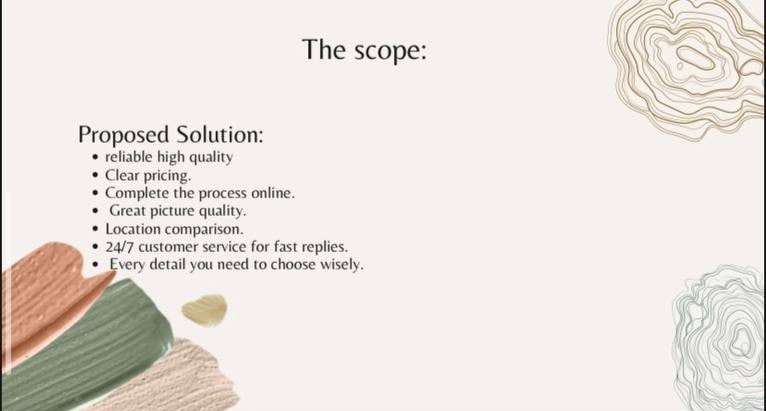 The scope:
Proposed Solution:
• reliable high quality
• Clear pricing.
• Complete the process online.
• Great picture quality.
• Location comparison.
• 24/7 customer service for fast replies.
• Every detail you need to choose wisely.